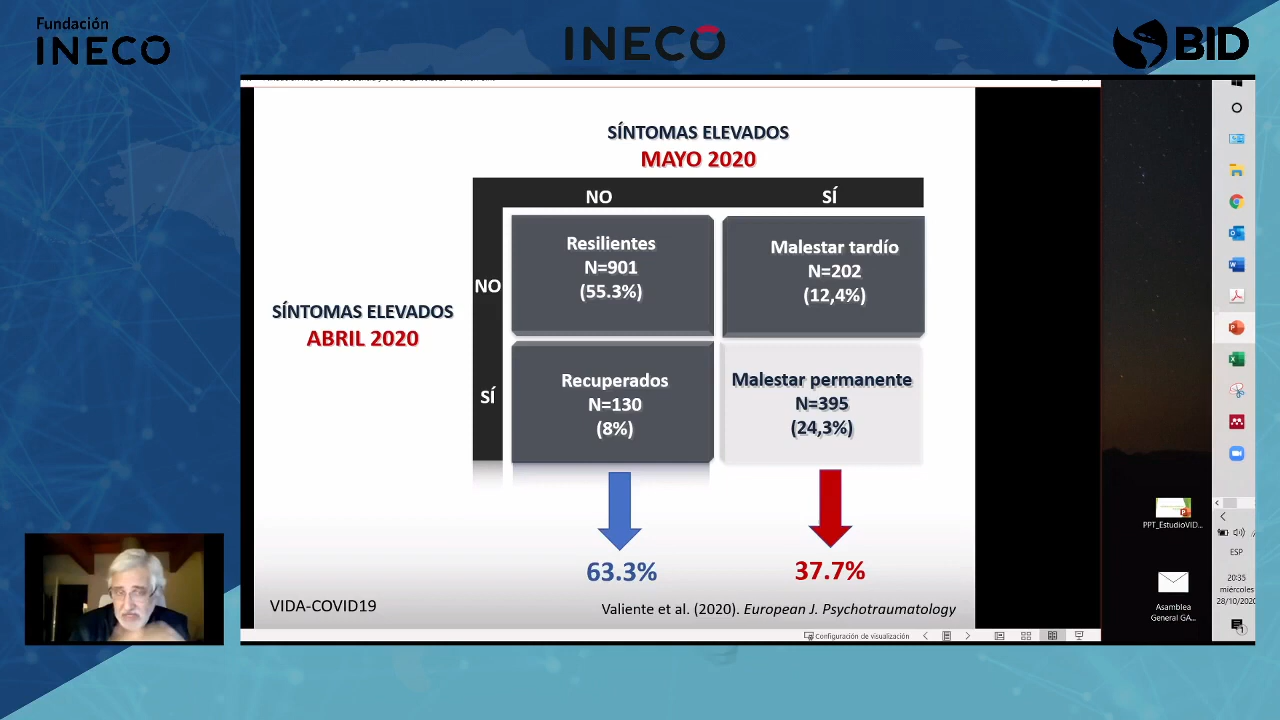 Fundación
INECO
INECO
BID
SÍNTOMAS ELEVADOS
MAYO 2020
NO
SÍ
Resilientes
N=901
(55.3%)
Malestar tardío
N=202
(12,4%)
NO
SÍNTOMAS ELEVADOS
ABRIL 2020
SÍ
Recuperados
N=130
(8%)
Malestar permanente
N=395
(24,3%)
63.3%
37.7%
VIDA-COVID19
Valiente et al. (2020). European J. Psychotraumatology
Configuración de visualización
PPT_EstudioVID...
Asamblea
General GA...
ESP
20:35
miércoles
28/10/2020
1